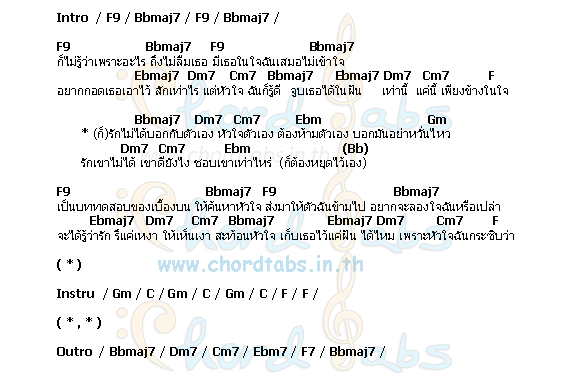 Intro / F9 / Bbmaj7 / F9 / Bbmaj7 /
F9 Bbmaj7 F9 Bbmaj7
ก็ไม่รู้ว่าเพราะอะไร ถึงไม่ลืมเธอ มีเธอในใจฉันเสมอไม่เข้าใจ
Ebmaj7 Dm7 Cm7 Bbmaj7 Ebmaj7 Dm7 Cm7 F
อยากกอดเธอเอาไว้ สักเท่าไร แต่หัวใจ ฉันก็รู้ดี จูบเธอได้ในฝัน เท่านี้ แค่นี้ เพียงข้างในใจ
Bbmaj7 Dm7 Cm7 Ebm Gm
* (ก็)รักไม่ได้บอกกับตัวเอง หัวใจตัวเอง ต้องห้ามตัวเอง บอกมันอย่าหวั่นไหว
Dm7 Cm7 Ebm (Bb)
รักเขาไม่ได้ เขาดียังไง ชอบเขาเท่าไหร่ (ก็ต้องหยุดไว้เอง)
F9 Bbmaj7 F9 Bbmaj7
เป็นบททดสอบของเบื้องบน ให้ค้นหาหัวใจ ส่งมาให้ตัวฉันข้ามไป อยากจะลองใจฉันหรือเปล่า
Ebmaj7 Dm7 Cm7 Bbmaj7 Ebmaj7 Dm7 Cm7 F
จะได้รู้ว่ารัก รึแค่เหงา ให้เห็นเงา สะท้อนหัวใจ เก็บเธอไว้แค่ฝัน ได้ไหม เพราะหัวใจฉันกระซิบว่า
( * )
www.chordtabs.in.th
Instru / Gm / C / Gm / C / Gm / C / F / F /
( * , * )
Outro / Bbmaj7 / Dm7 / Cm7 / Ebm7 / F7 / Bbmaj7 /